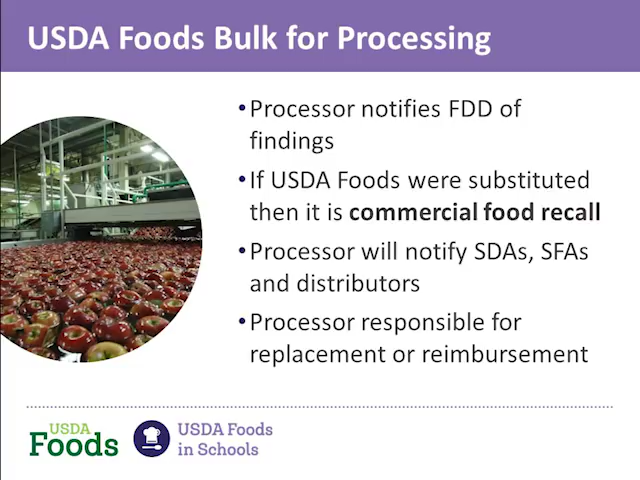 USDA Foods Bulk for Processing
•Processor notifies FDD of
findings
•If USDA Foods were substituted
then it is commercial food recall
•Processor will notify SDAs, SFAs
and distributors
•Processor responsible for
replacement or reimbursement
USDA
Foods
USDA Foods
in Schools